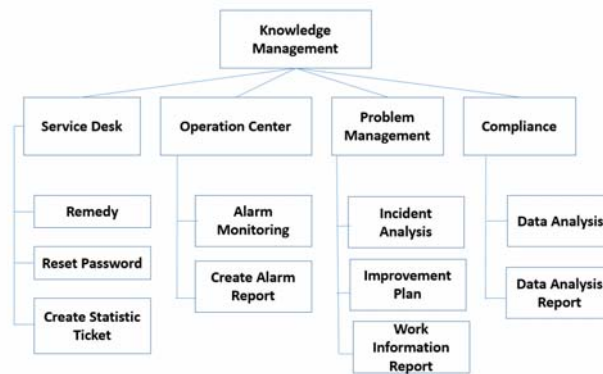 Knowledge
Management
Service Desk
Operation Center
Problem
Management
Compliance
Remedy
Reset Password
Create Statistic
Ticket
Alarm
Monitoring
Create Alarm
Report
Incident
Analysis
Improvement
Plan
Work
Information
Report
Data Analysis
Data Analysis
Report